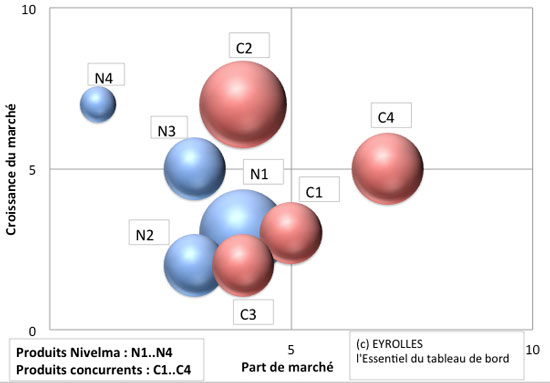 10
C2
N4
C4
N3
N1
Croissance du marché
5
C1
N2
C3
0
5
10
Part de marché
Produits Nivelma : N1..N4
Produits concurrents : C1..C4
(c) EYROLLES
l'Essentiel du tableau de bord